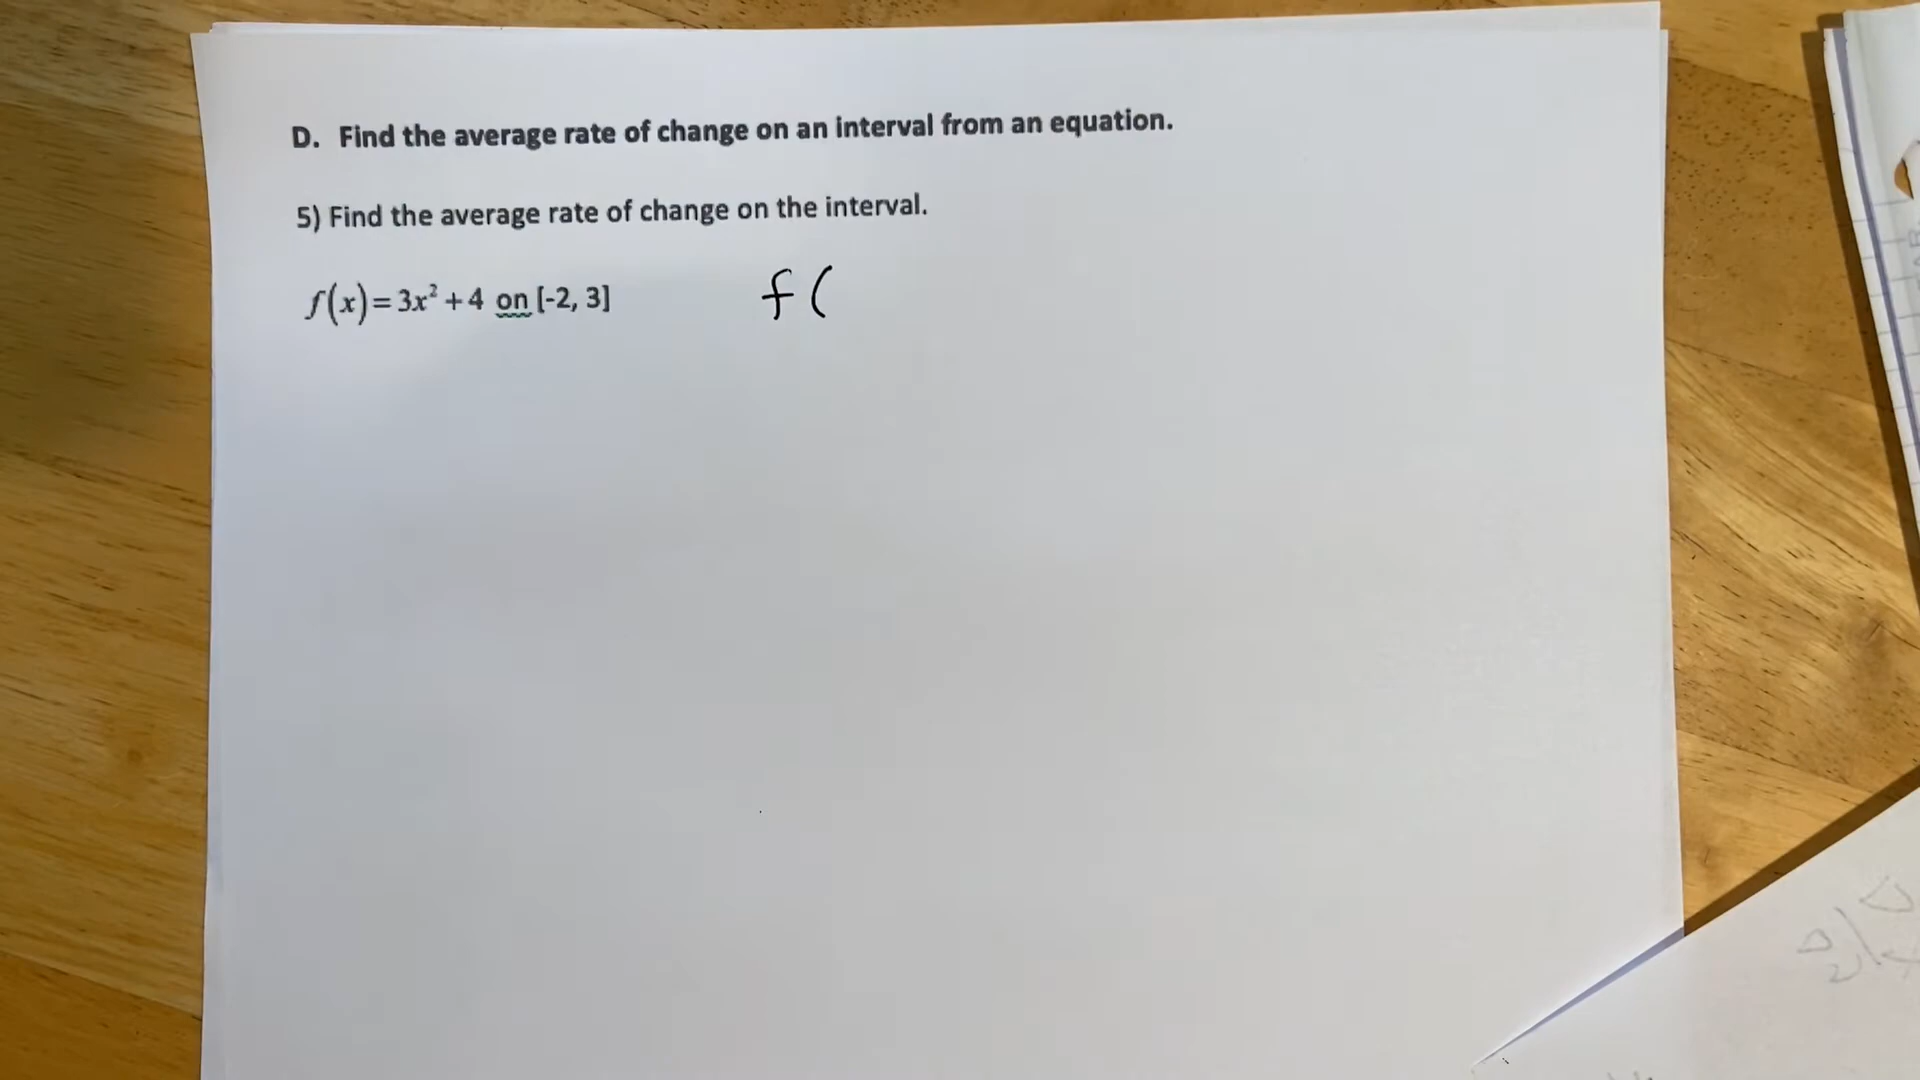 D. Find the average rate of change on an interval from an equation.
5) Find the average rate of change on the interval.
f(x)=3x²+4 on [-2, 3] f(